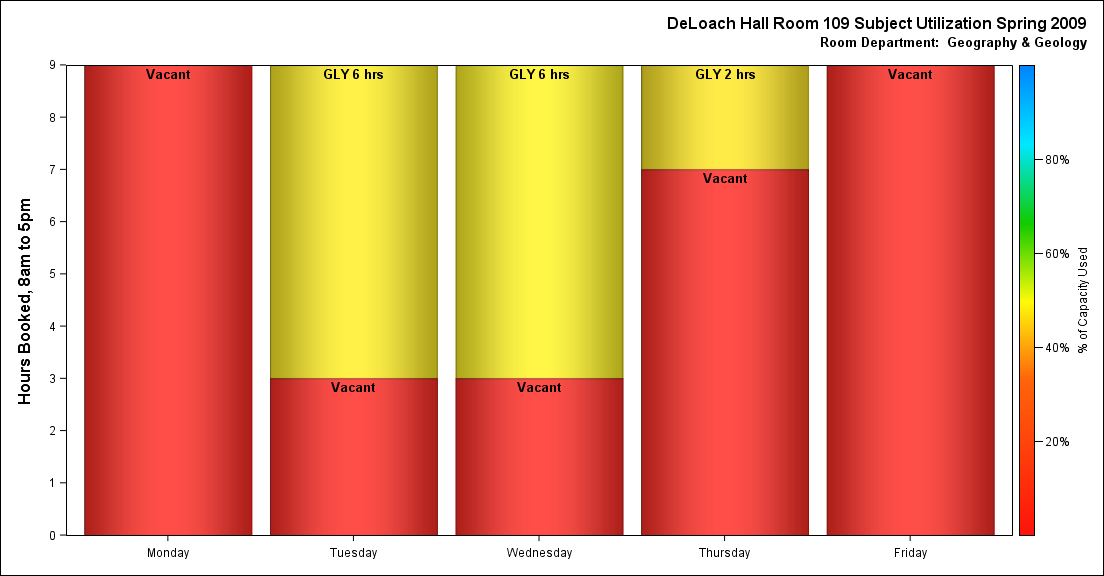 DeLoach Hall Room 109 Subject Utilization Spring 2009
Room Department: Geography & Geology
Hours Booked, 8am to 5pm
9
8
7
6
5
4
3
2
1
0
Vacant
GLY 6 hrs
GLY 6 hrs
GLY 2 hrs
Vacant
Vacant
Vacant
Vacant
Monday
Tuesday
Wednesday
Thursday
Friday
80%
60%
40%
20%
% of Capacity Used